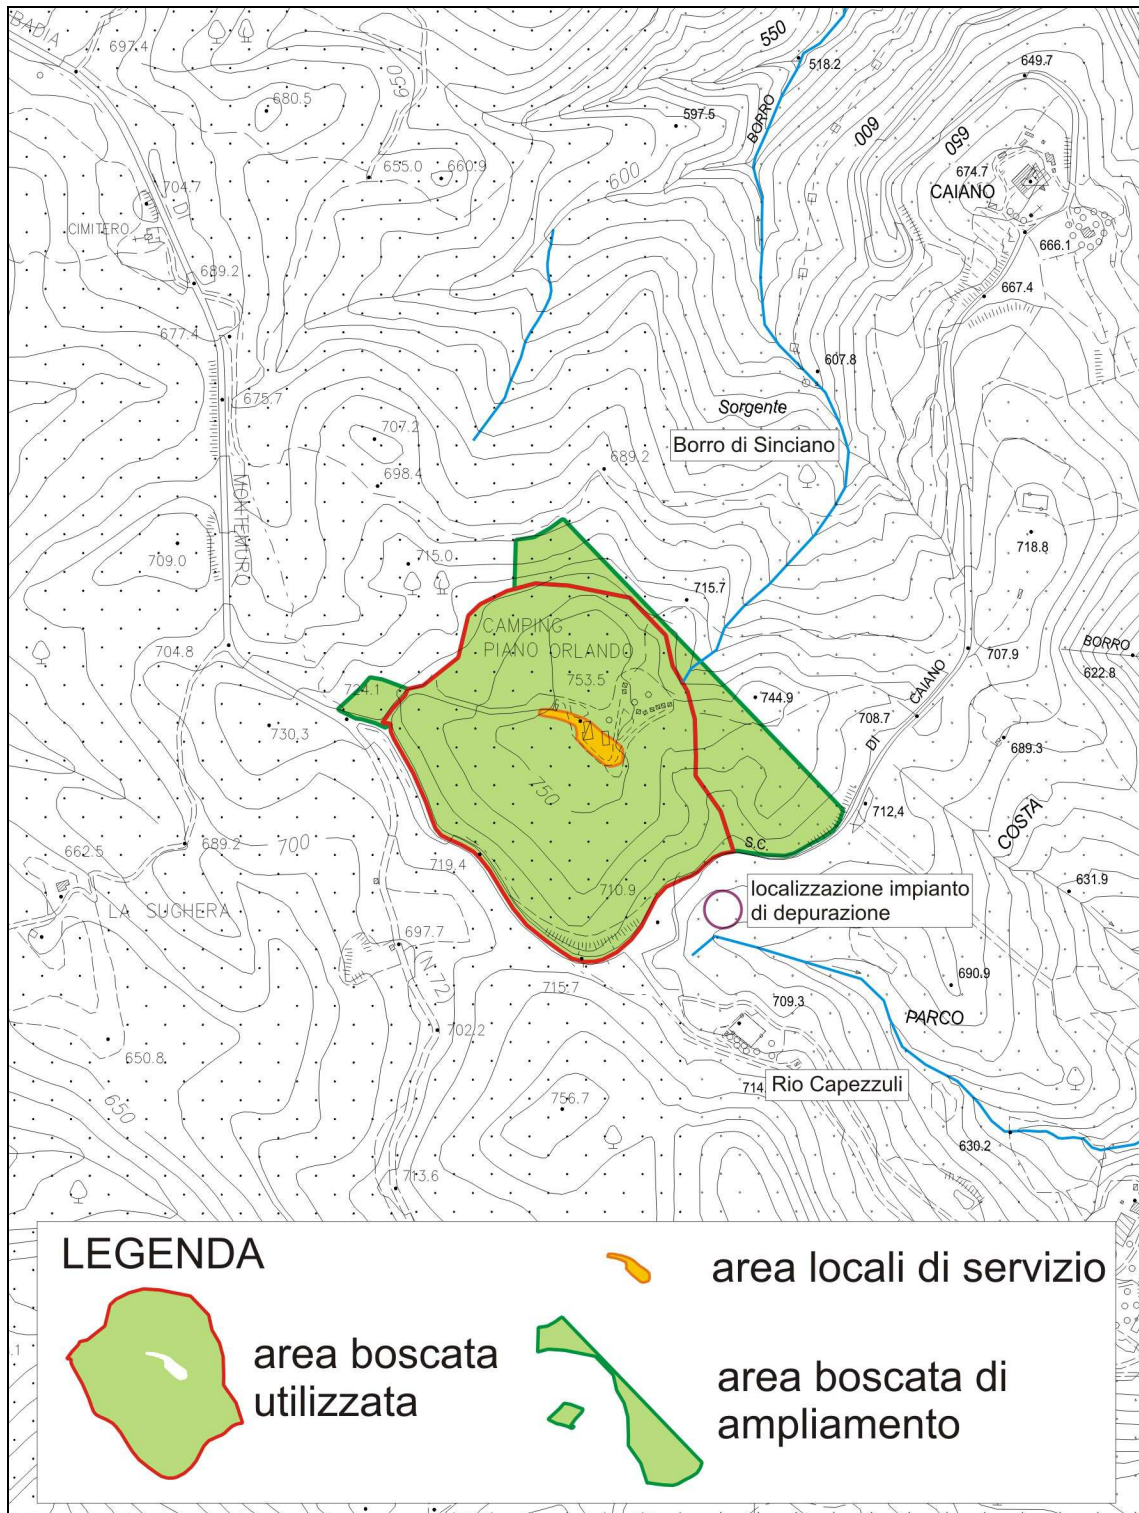 BADIA
697.4
680.5
650
550
518.2
649.7
597.5
BORRO
600
650
655.0
660.9
600
674.7
CAIANO
704.7
DI
CIMITERO
666.1
689.2
667.4
677.4
607.8
675.7
Sorgente
707.2
Borro di Sinciano
689.2
698.4
MONTEMURO
709.0
715.0
718.8
715.7
CAMPING
PIANO ORLANDO
704.8
753.5
707.9
BORRO
622.8
724.1
744.9
CAIANO
708.7
DI
730.3
689.3
750
712,4
COSTA
689.2
700
S.C.
662.5
719.4
710.9
631.9
LA SUGHERA
localizzazione impianto
di depurazione
697.7
N.72
715.7
690.9
709.3
PARCO
702.2
650.8
714.
Rio Capezzuli
650
756.7
630.2
713.6
LEGENDA
area locali di servizio
area boscata
utilizzata
area boscata di
ampliamento
.1